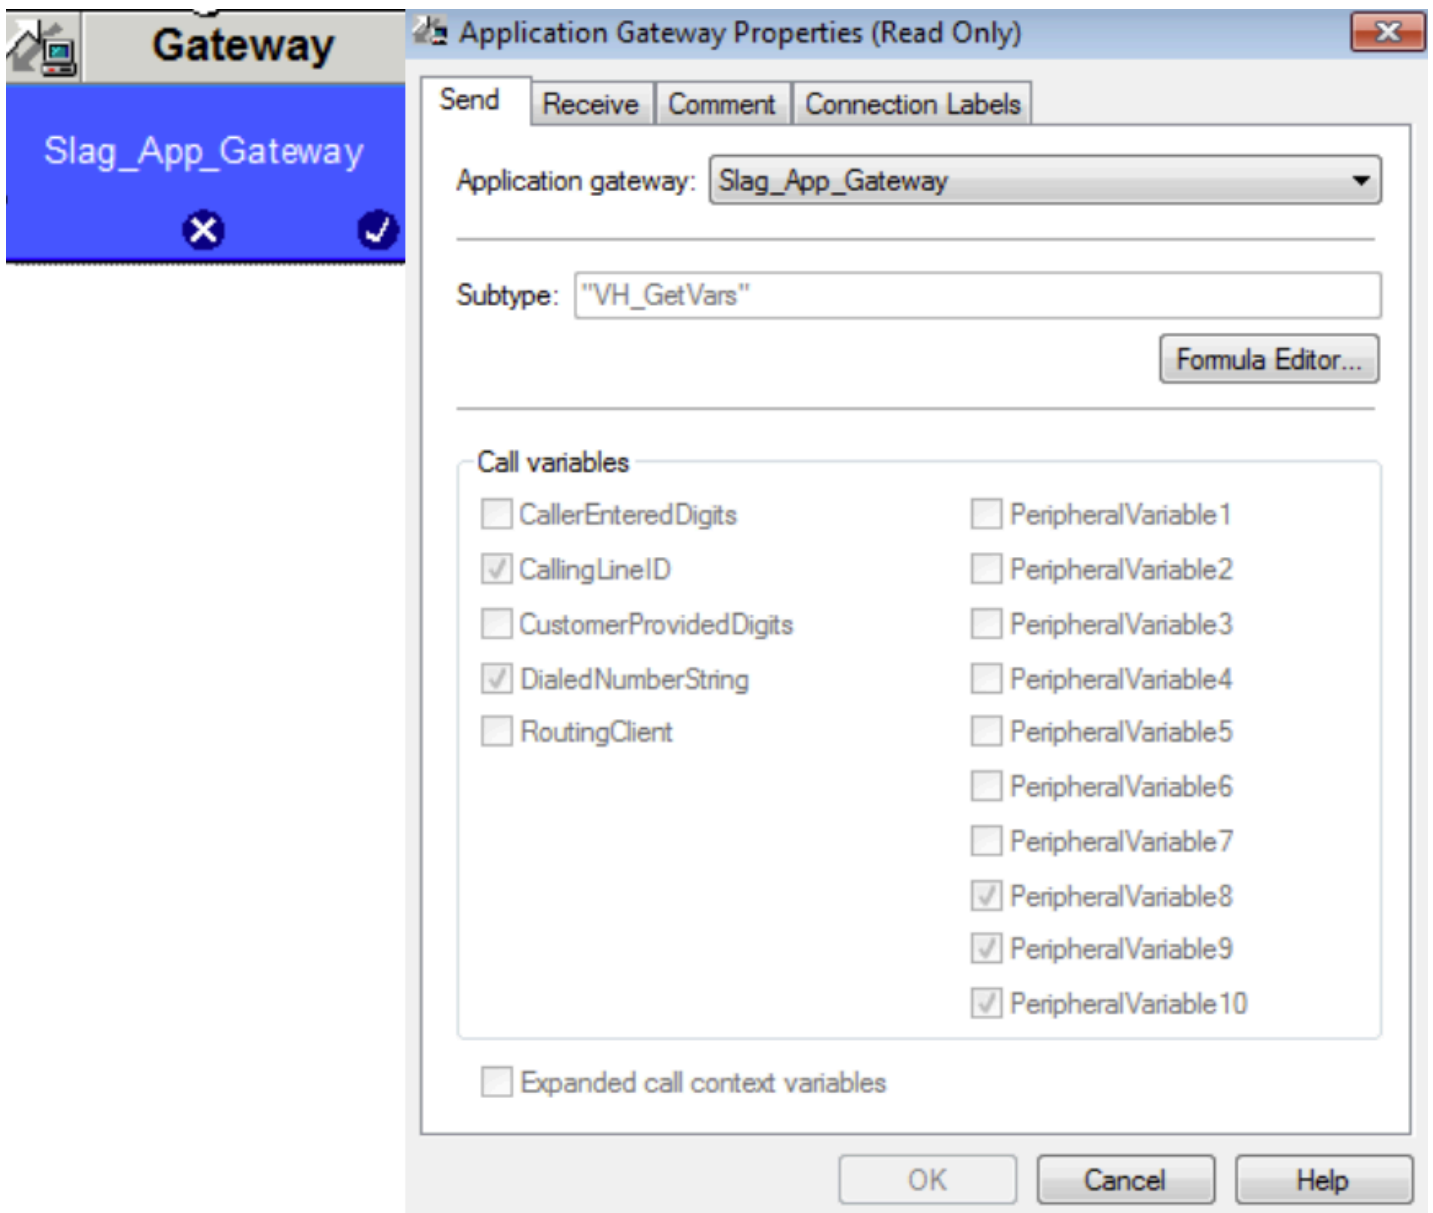 Gateway
Slag_App_Gateway
Application Gateway Properties (Read Only)
Send Receive Comment Connection Labels
Application gateway: Slag_App_Gateway
Subtype: "VH_GetVars"
Formula Editor...
Call variables
CallerEnteredDigits PeripheralVariable1
CallingLineID PeripheralVariable2
CustomerProvidedDigits PeripheralVariable3
DialedNumberString PeripheralVariable4
RoutingClient PeripheralVariable5
PeripheralVariable6
PeripheralVariable7
PeripheralVariable8
PeripheralVariable9
PeripheralVariable10
Expanded call context variables
OK Cancel Help